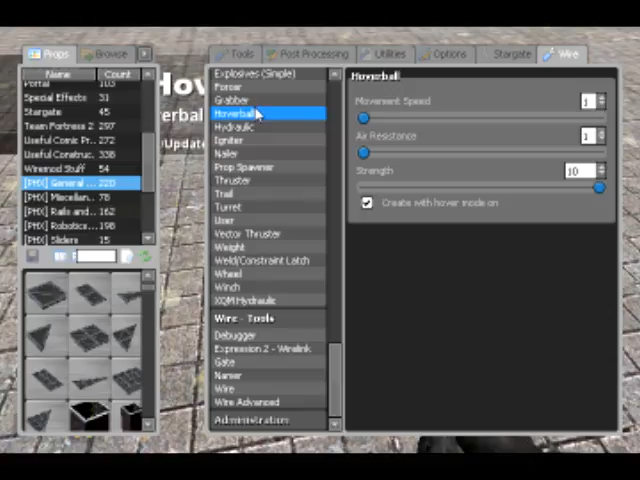 Props
Browse
Tools
Post Processing
Utilities
Options
Stargate
Wire
Name
Count
Portal
103
Special Effects
31
Stargate
45
Team Fortress 2
297
Useful Comic Pr..
272
Useful Construc..
338
Wiremod Stuff
54
[PHX] General ...
220
[PHX] Miscellan..
78
[PHX] Rails and..
162
[PHX] Robotics..
198
[PHX] Sliders
15
Explosives (Simple)
Forcer
Grabber
Hoverball
Hydraulic
Igniter
Nailer
Prop Spawner
Thruster
Trail
Turret
User
Vector Thruster
Weight
Weld/Constraint Latch
Wheel
Winch
XQM Hydraulic
Wire - Tools
Debugger
Expression 2 - Wirelink
Gate
Namer
Wire
Wire Advanced
Administration
Hoverball
Movement Speed
1
Air Resistance
1
Strength
10
Create with hover mode on
Hov
verbal
Update